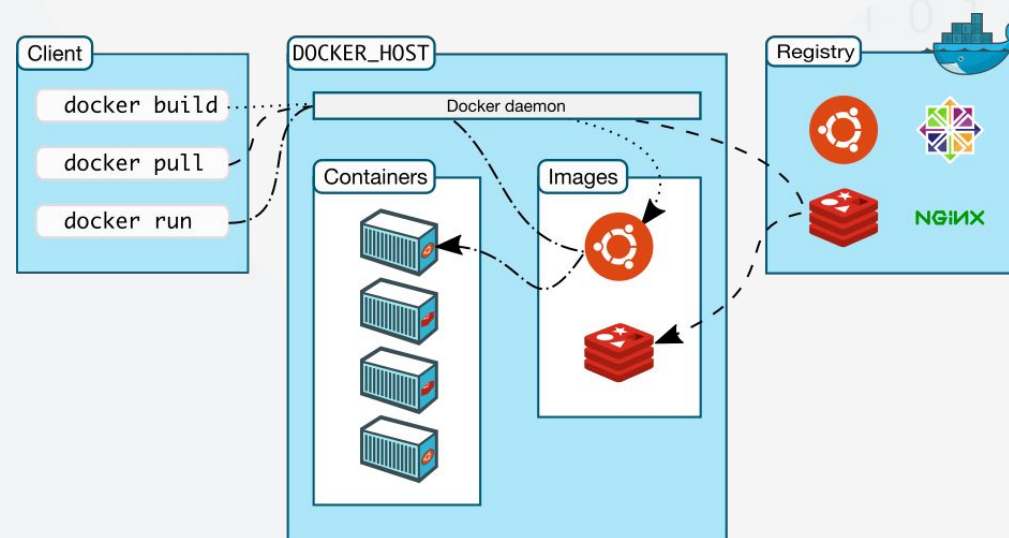 Client
docker build
docker pull
docker run
DOCKER_HOST
Docker daemon
Containers
Images
Registry
NGiNX